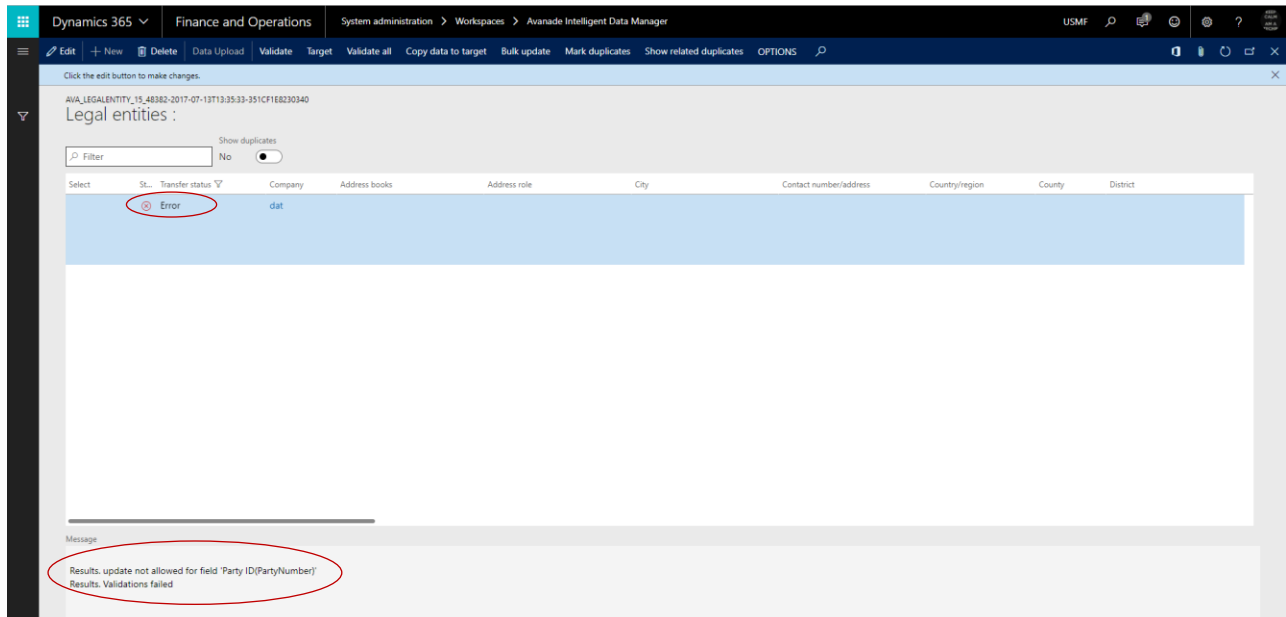 Dynamics 365 Finance and Operations System administration > Workspaces > Avanade Intelligent Data Manager USMF ?
Edit + New Delete Data Upload Validate Target Validate all Copy data to target Bulk update Mark duplicates Show related duplicates OPTIONS
Click the edit button to make changes.
AVA_LEGALENTITY_15_48382-2017-07-13T13:35:33-351CF1E8230340
Legal entities :
Show duplicates
Filter No
Select St... Transfer status Company Address books Address role City Contact number/address Country/region County District
Error dat
Message
Results. update not allowed for field 'Party ID(PartyNumber)'
Results. Validations failed